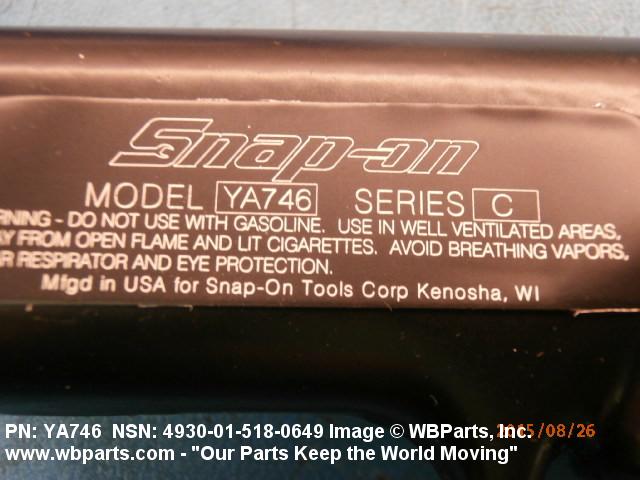 Snap-on
MODEL YA746 SERIES C
RNING - DO NOT USE WITH GASOLINE. USE IN WELL VENTILATED AREAS,
AY FROM OPEN FLAME AND LIT CIGARETTES. AVOID BREATHING VAPORS,
R RESPIRATOR AND EYE PROTECTION.
Mfgd in USA for Snap-On Tools Corp Kenosha, WI
PN: YA746 NSN: 4930-01-518-0649 Image © WBParts, Inc.
2015/08/26
www.wbparts.com - "Our Parts Keep the World Moving"